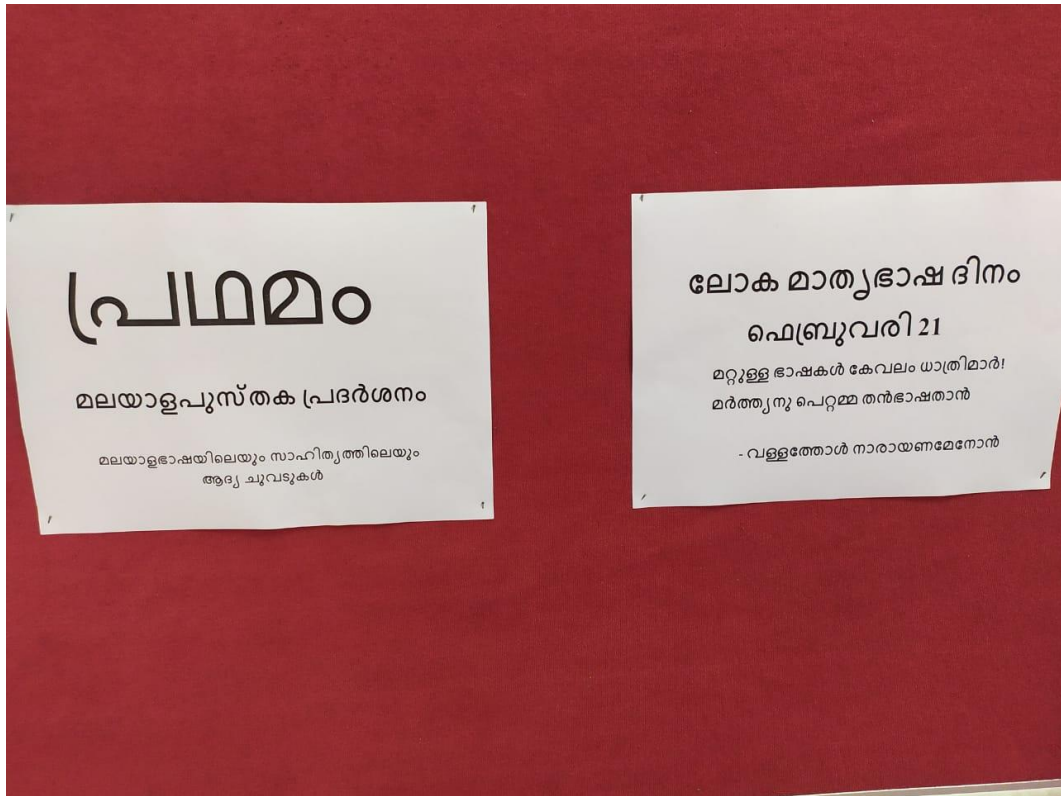 പ്രഥമം
മലയാളപുസ്തക പ്രദർശനം
മലയാളഭാഷയിലെയും സാഹിത്യത്തിലെയും
ആദ്യ ചുവടുകൾ
ലോക മാതൃഭാഷ ദിനം
ഫെബ്രുവരി 21
മറ്റുള്ള ഭാഷകൾ കേവലം ധാത്രിമാർ!
മർത്ത്യനു പെറ്റമ്മ തൻഭാഷതാൻ
- വള്ളത്തോൾ നാരായണമേനോൻ